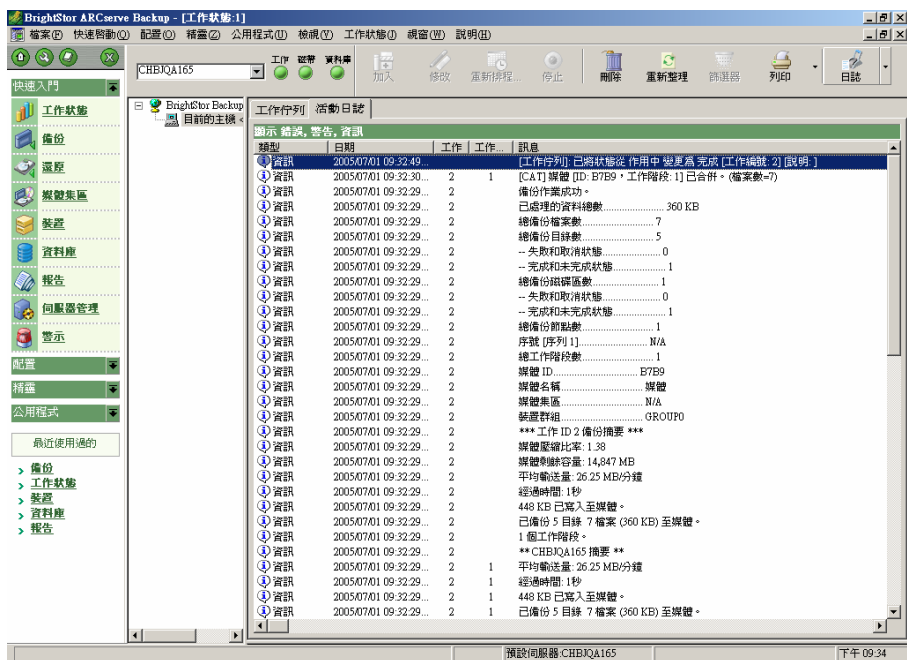 BrightStor ARCserve Backup - [工作狀態:1]
檔案(F) 快速啟動(Q) 配置(O) 精靈(Z) 公用程式(U) 檢視(Y) 工作狀態(J) 視窗(W) 說明(H)
CHBJQA165 工作 磁帶 資料庫 加入 修改 重新排程... 停止 刪除 重新整理 篩選器 列印 日誌
快速入門
工作狀態
備份
還原
媒體集區
裝置
資料庫
報告
伺服器管理
警示
配置
精靈
公用程式
最近使用過的
備份
工作狀態
裝置
資料庫
報告
BrightStor Backup
目前的主機 <
工作佇列 活動日誌
顯示 錯誤, 警告, 資訊
類型 日期 工作 工作... 訊息
資訊 2005/07/01 09:32:49... [工作佇列]: 已將狀態從 作用中 變更為 完成 [工作編號: 2] [說明: ]
資訊 2005/07/01 09:32:30... 2 1 [CAT] 媒體 [ID: B7B9，工作階段: 1] 已合併。(檔案數=7)
資訊 2005/07/01 09:32:29... 2 備份作業成功。
資訊 2005/07/01 09:32:29... 2 已處理的資料總數..................... 360 KB
資訊 2005/07/01 09:32:29... 2 總備份檔案數.......................... 7
資訊 2005/07/01 09:32:29... 2 總備份目錄數.......................... 5
資訊 2005/07/01 09:32:29... 2 -- 失敗和取消狀態..................... 0
資訊 2005/07/01 09:32:29... 2 -- 完成和未完成狀態.................... 1
資訊 2005/07/01 09:32:29... 2 總備份磁碟區數........................ 1
資訊 2005/07/01 09:32:29... 2 -- 失敗和取消狀態..................... 0
資訊 2005/07/01 09:32:29... 2 -- 完成和未完成狀態.................... 1
資訊 2005/07/01 09:32:29... 2 總備份節點數.......................... 1
資訊 2005/07/01 09:32:29... 2 序號 [序列 1]......................... N/A
資訊 2005/07/01 09:32:29... 2 總工作階段數.......................... 1
資訊 2005/07/01 09:32:29... 2 媒體 ID............................... B7B9
資訊 2005/07/01 09:32:29... 2 媒體名稱.............................. 媒體
資訊 2005/07/01 09:32:29... 2 媒體集區.............................. N/A
資訊 2005/07/01 09:32:29... 2 裝置群組.............................. GROUP0
資訊 2005/07/01 09:32:29... 2 *** 工作 ID 2 備份摘要 ***
資訊 2005/07/01 09:32:29... 2 媒體壓縮比率: 1.38
資訊 2005/07/01 09:32:29... 2 媒體剩餘容量: 14,847 MB
資訊 2005/07/01 09:32:29... 2 平均輸送量: 26.25 MB/分鐘
資訊 2005/07/01 09:32:29... 2 經過時間: 1秒
資訊 2005/07/01 09:32:29... 2 448 KB 已寫入至媒體。
資訊 2005/07/01 09:32:29... 2 已備份 5 目錄 7 檔案 (360 KB) 至媒體。
資訊 2005/07/01 09:32:29... 2 1 個工作階段。
資訊 2005/07/01 09:32:29... 2 ** CHBJQA165 摘要 **
資訊 2005/07/01 09:32:29... 2 1 平均輸送量: 26.25 MB/分鐘
資訊 2005/07/01 09:32:29... 2 1 經過時間: 1秒
資訊 2005/07/01 09:32:29... 2 1 448 KB 已寫入至媒體。
資訊 2005/07/01 09:32:29... 2 1 已備份 5 目錄 7 檔案 (360 KB) 至媒體。
預設伺服器:CHBJQA165 下午 09:34